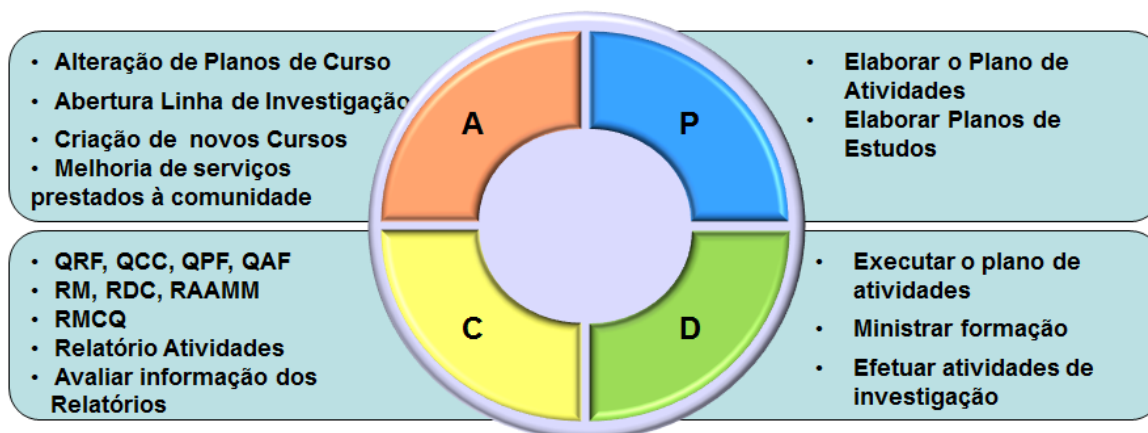 • Alteração de Planos de Curso
• Abertura Linha de Investigação
• Criação de novos Cursos
• Melhoria de serviços
prestados à comunidade
A
P
• Elaborar o Plano de
Atividades
• Elaborar Planos de
Estudos
• QRF, QCC, QPF, QAF
• RM, RDC, RAAMM
• RMCQ
• Relatório Atividades
• Avaliar informação dos
Relatórios
C
D
• Executar o plano de
atividades
• Ministrar formação
• Efetuar atividades de
investigação